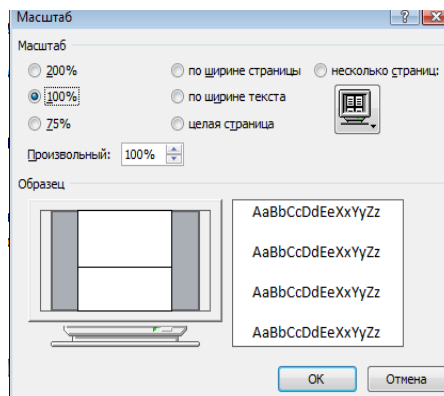 Масштаб
Масштаб
200% по ширине страницы несколько страниц:
100% по ширине текста
75% целая страница
Произвольный: 100%
Образец
AaBbCcDdEeXxYyZz
AaBbCcDdEeXxYyZz
AaBbCcDdEeXxYyZz
AaBbCcDdEeXxYyZz
ОК Отмена